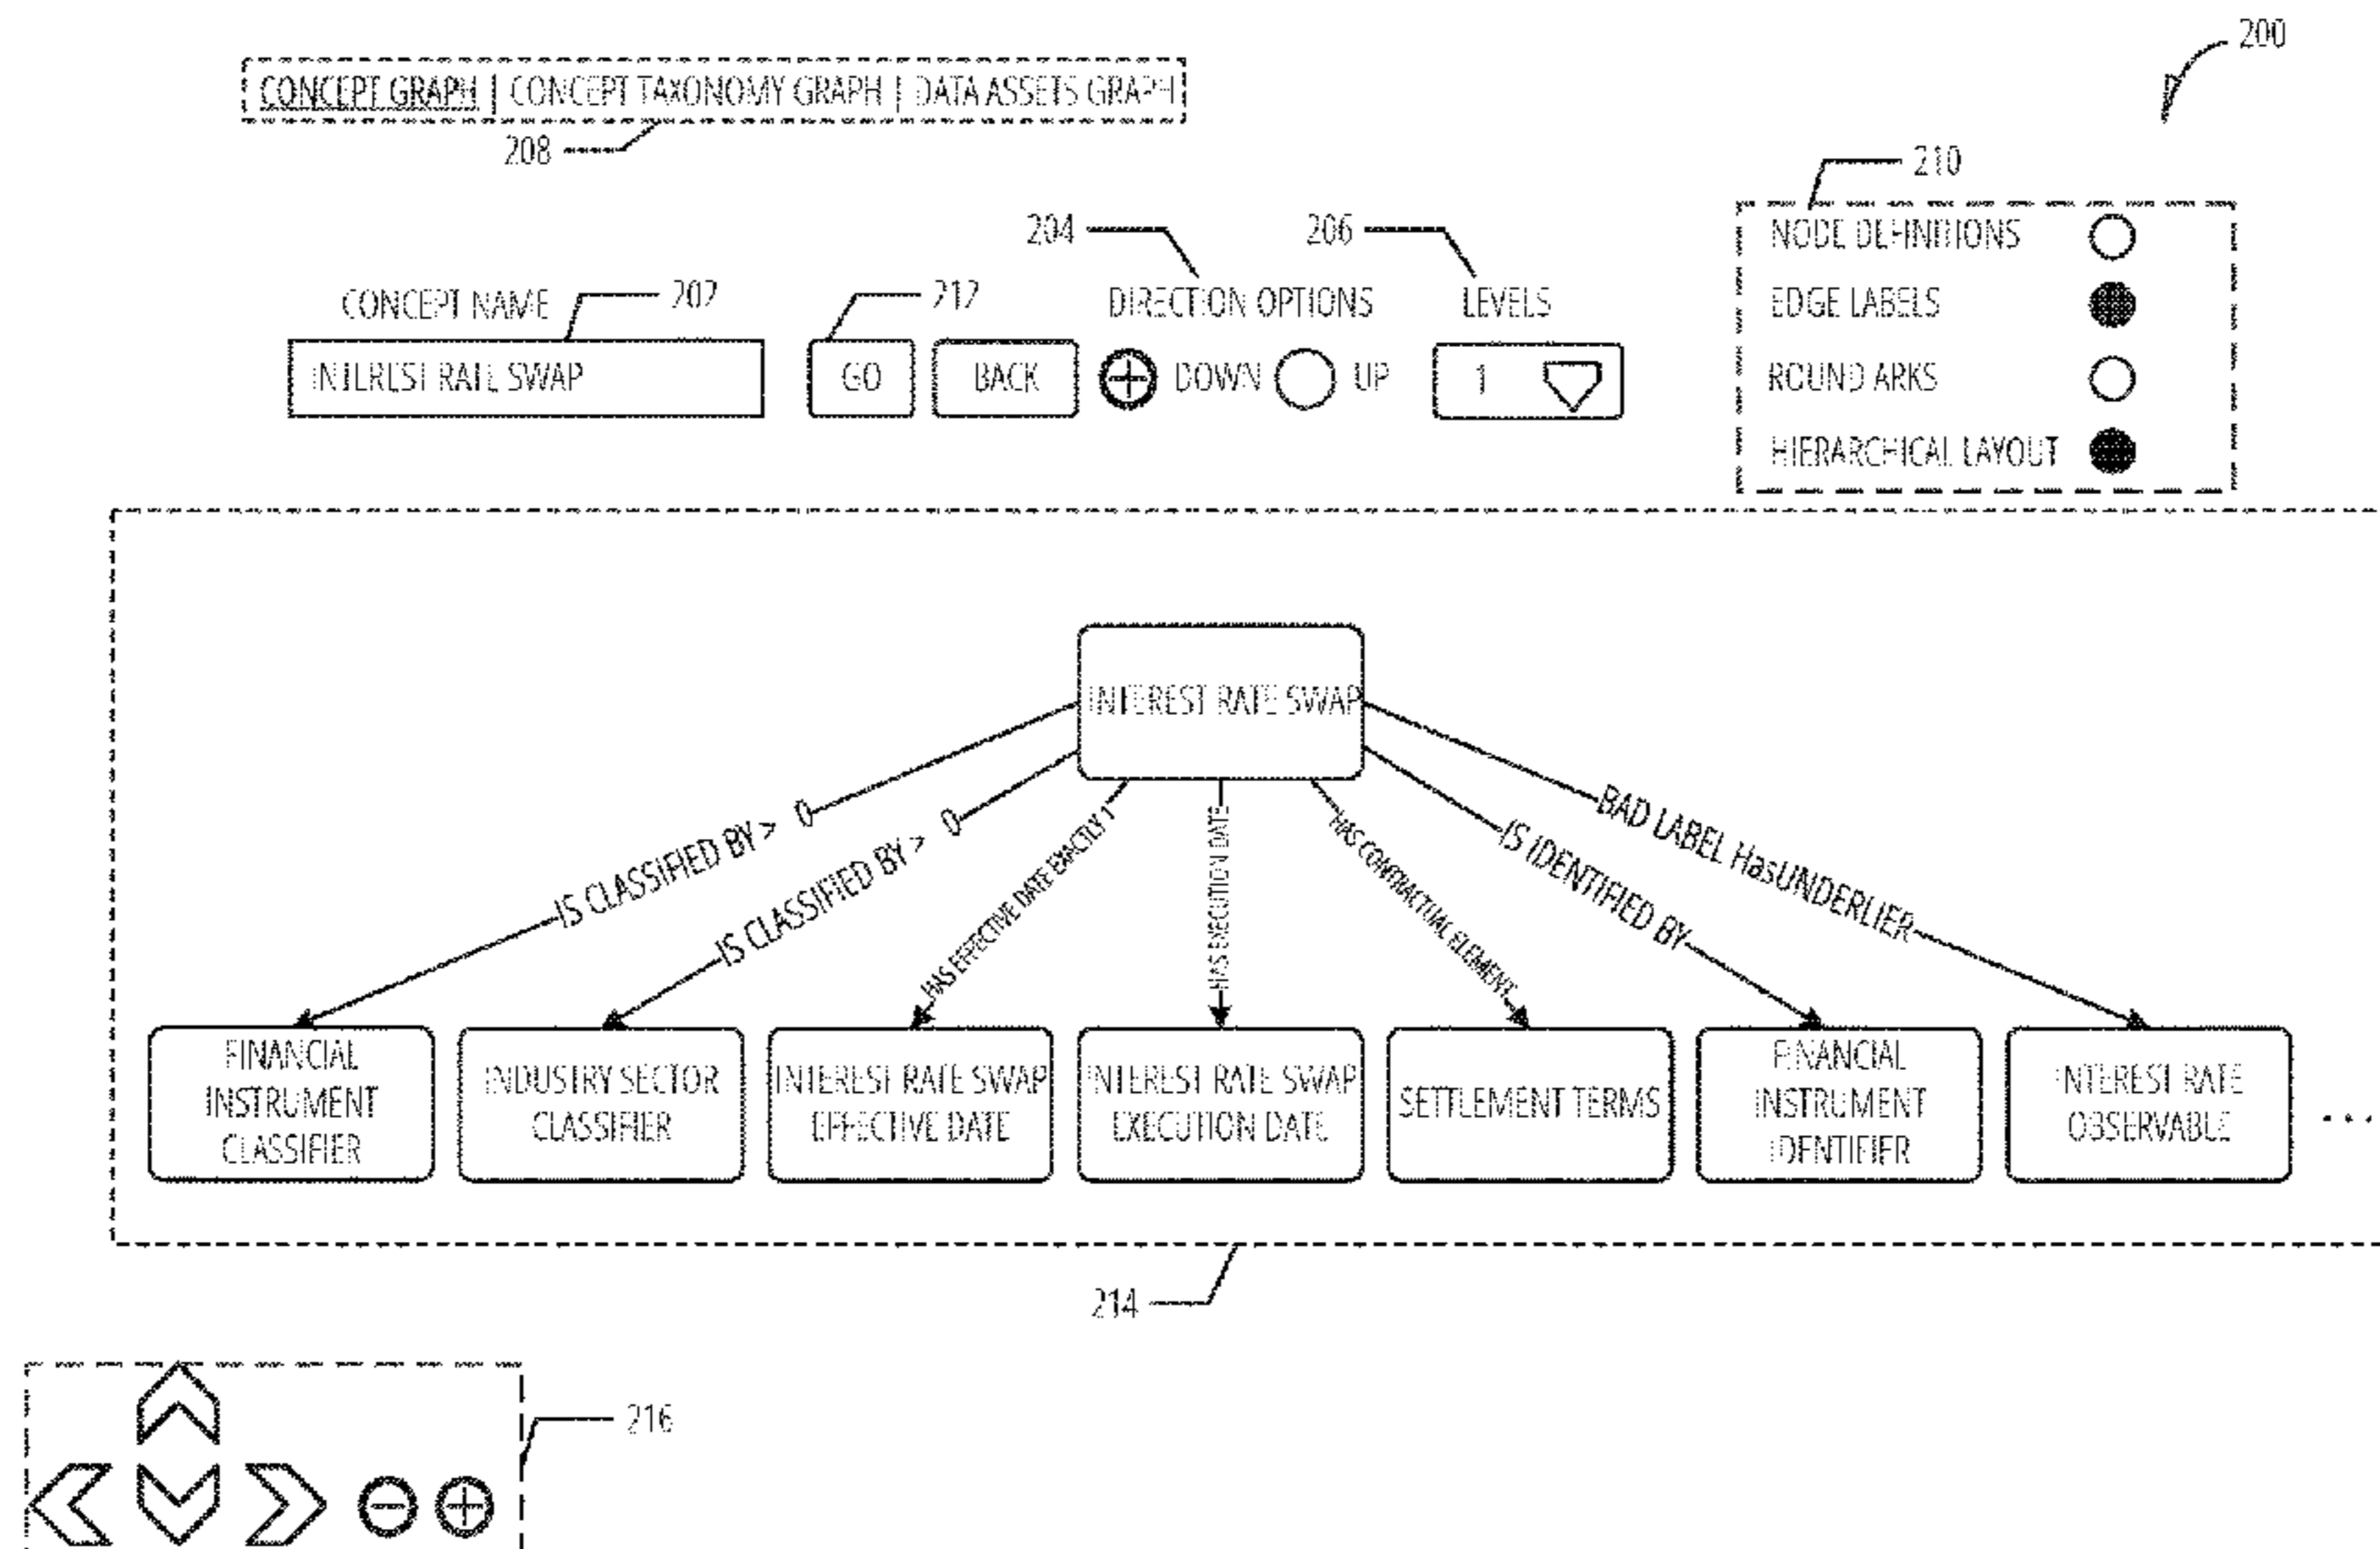 200
CONCEPT GRAPH | CONCEPT TAXONOMY GRAPH | DATA ASSETS GRAPH
208
210
204
206
NODE DEFINITIONS
CONCEPT NAME
202
212
DIRECTION OPTIONS
LEVELS
EDGE LABELS
INTEREST RATE SWAP
GO
BACK
DOWN
UP
1
ROUND ARKS
HIERARCHICAL LAYOUT
INTEREST RATE SWAP
IS CLASSIFIED BY > 0
IS CLASSIFIED BY > 0
HAS EFFECTIVE DATE EXACTLY 1
HAS EXECUTION DATE
HAS CONTRACTUAL ELEMENT
IS IDENTIFIED BY
BAD LABEL HasUNDERLIER
FINANCIAL
INSTRUMENT
CLASSIFIER
INDUSTRY SECTOR
CLASSIFIER
INTEREST RATE SWAP
EFFECTIVE DATE
INTEREST RATE SWAP
EXECUTION DATE
SETTLEMENT TERMS
FINANCIAL
INSTRUMENT
IDENTIFIER
INTEREST RATE
OBSERVABLE
...
214
216